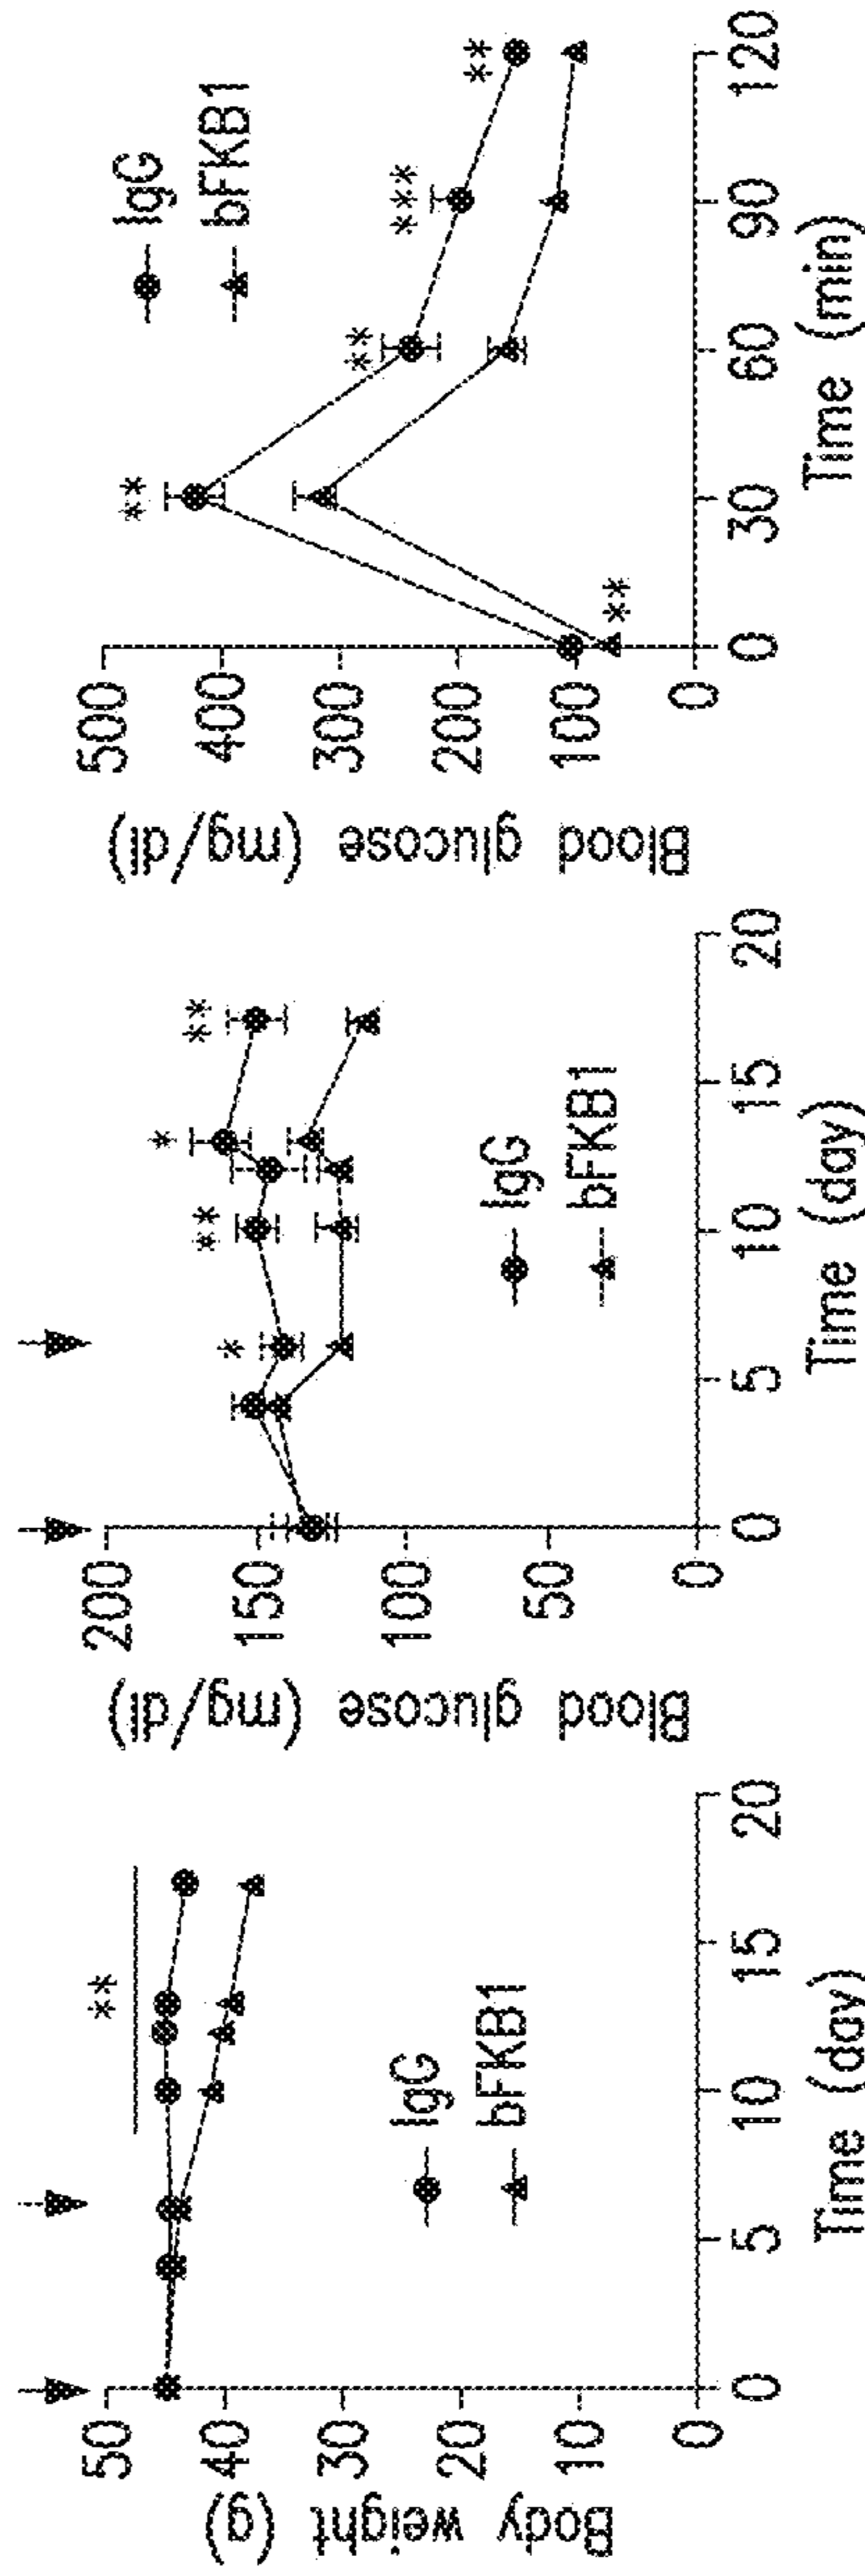 Body weight (g)
50
40
30
20
10
0
**
IgG
bFKB1
0 5 10 15 20
Time (day)
Blood glucose (mg/dl)
200
150
100
50
0
* ** * **
IgG
bFKB1
0 5 10 15 20
Time (day)
Blood glucose (mg/dl)
500
400
300
200
100
0
** ** ** *** **
IgG
bFKB1
0 30 60 90 120
Time (min)